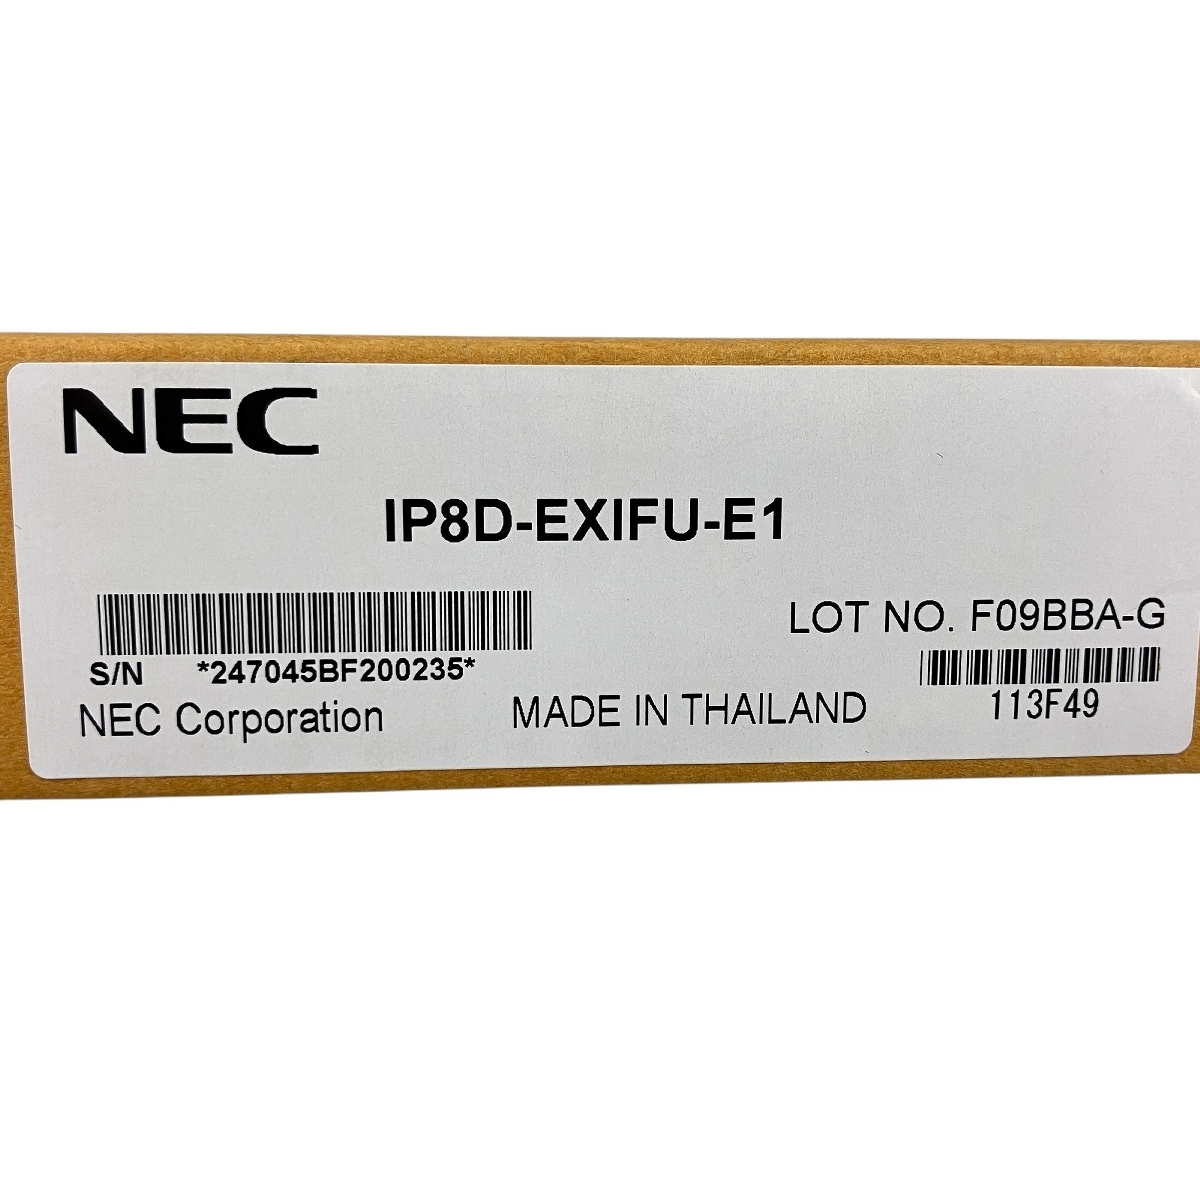 NEC
IP8D-EXIFU-E1
LOT NO. F09BBA-G
S/N *247045BF200235*
NEC Corporation MADE IN THAILAND 113F49